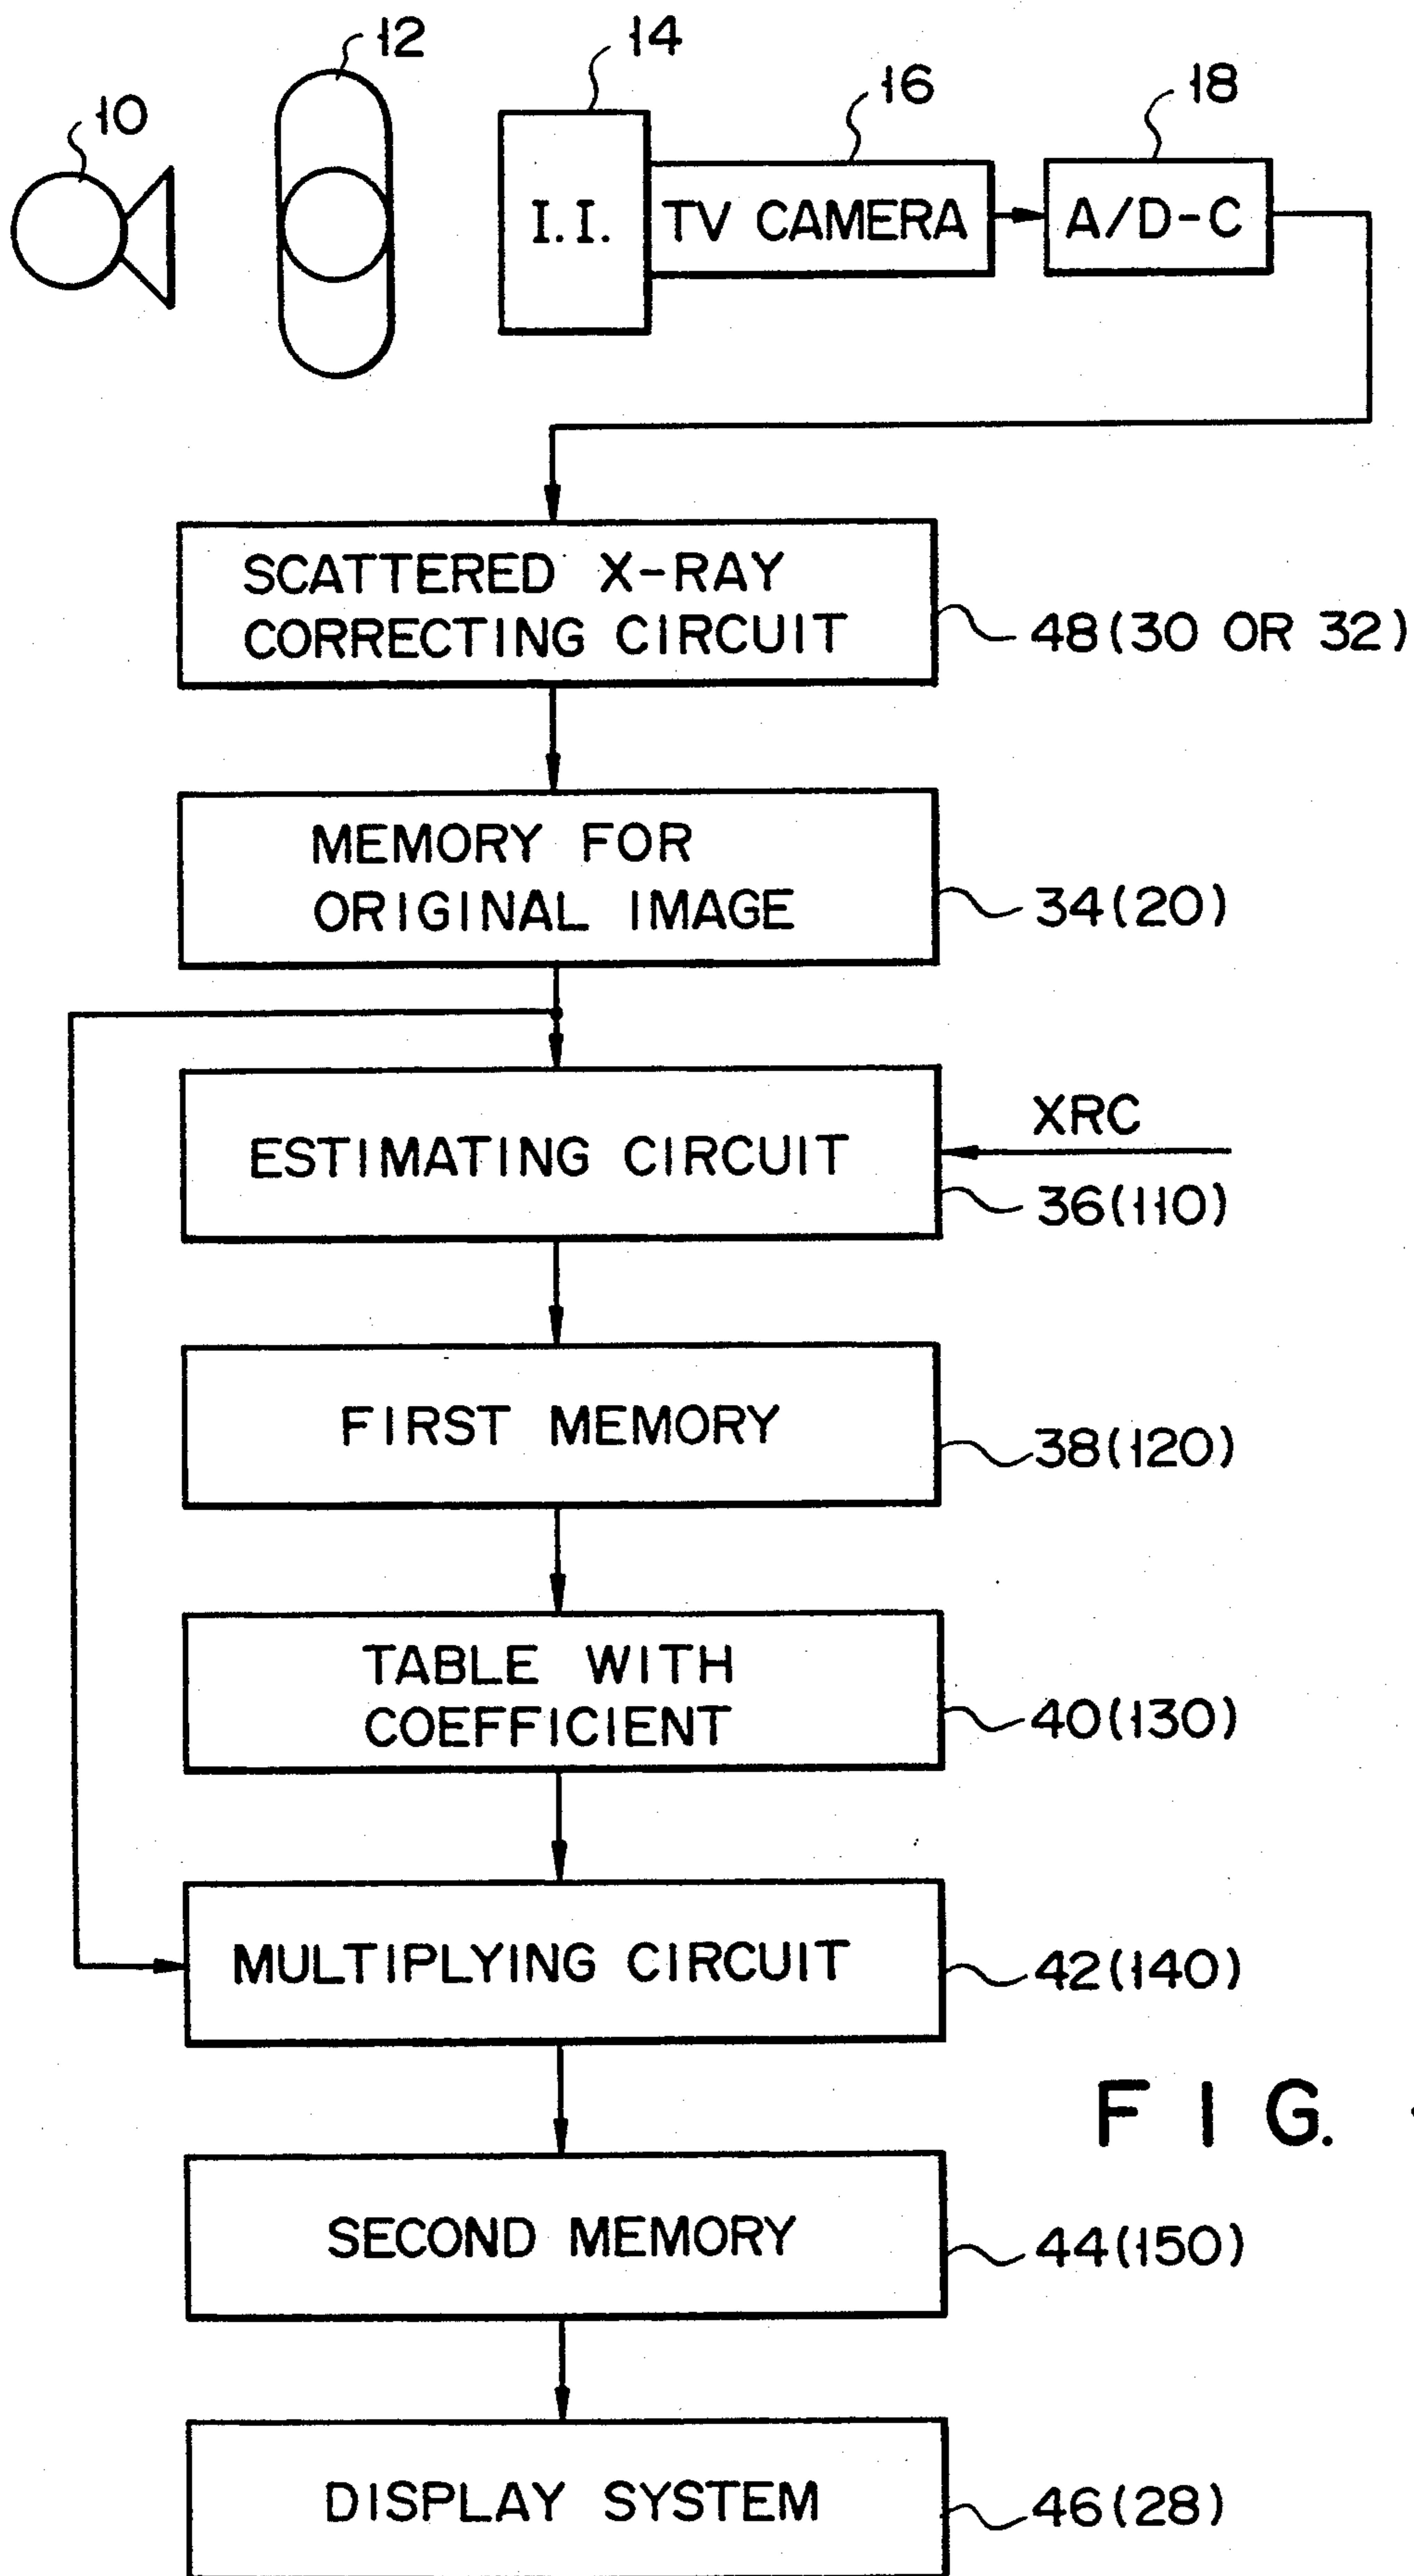 12
14
10
16
18
I.I.
TV CAMERA
A/D-C
SCATTERED X-RAY
CORRECTING CIRCUIT
48(30 OR 32)
MEMORY FOR
ORIGINAL IMAGE
34(20)
XRC
ESTIMATING CIRCUIT
36(110)
FIRST MEMORY
38(120)
TABLE WITH
COEFFICIENT
40(130)
MULTIPLYING CIRCUIT
42(140)
FIG.
SECOND MEMORY
44(150)
DISPLAY SYSTEM
46(28)